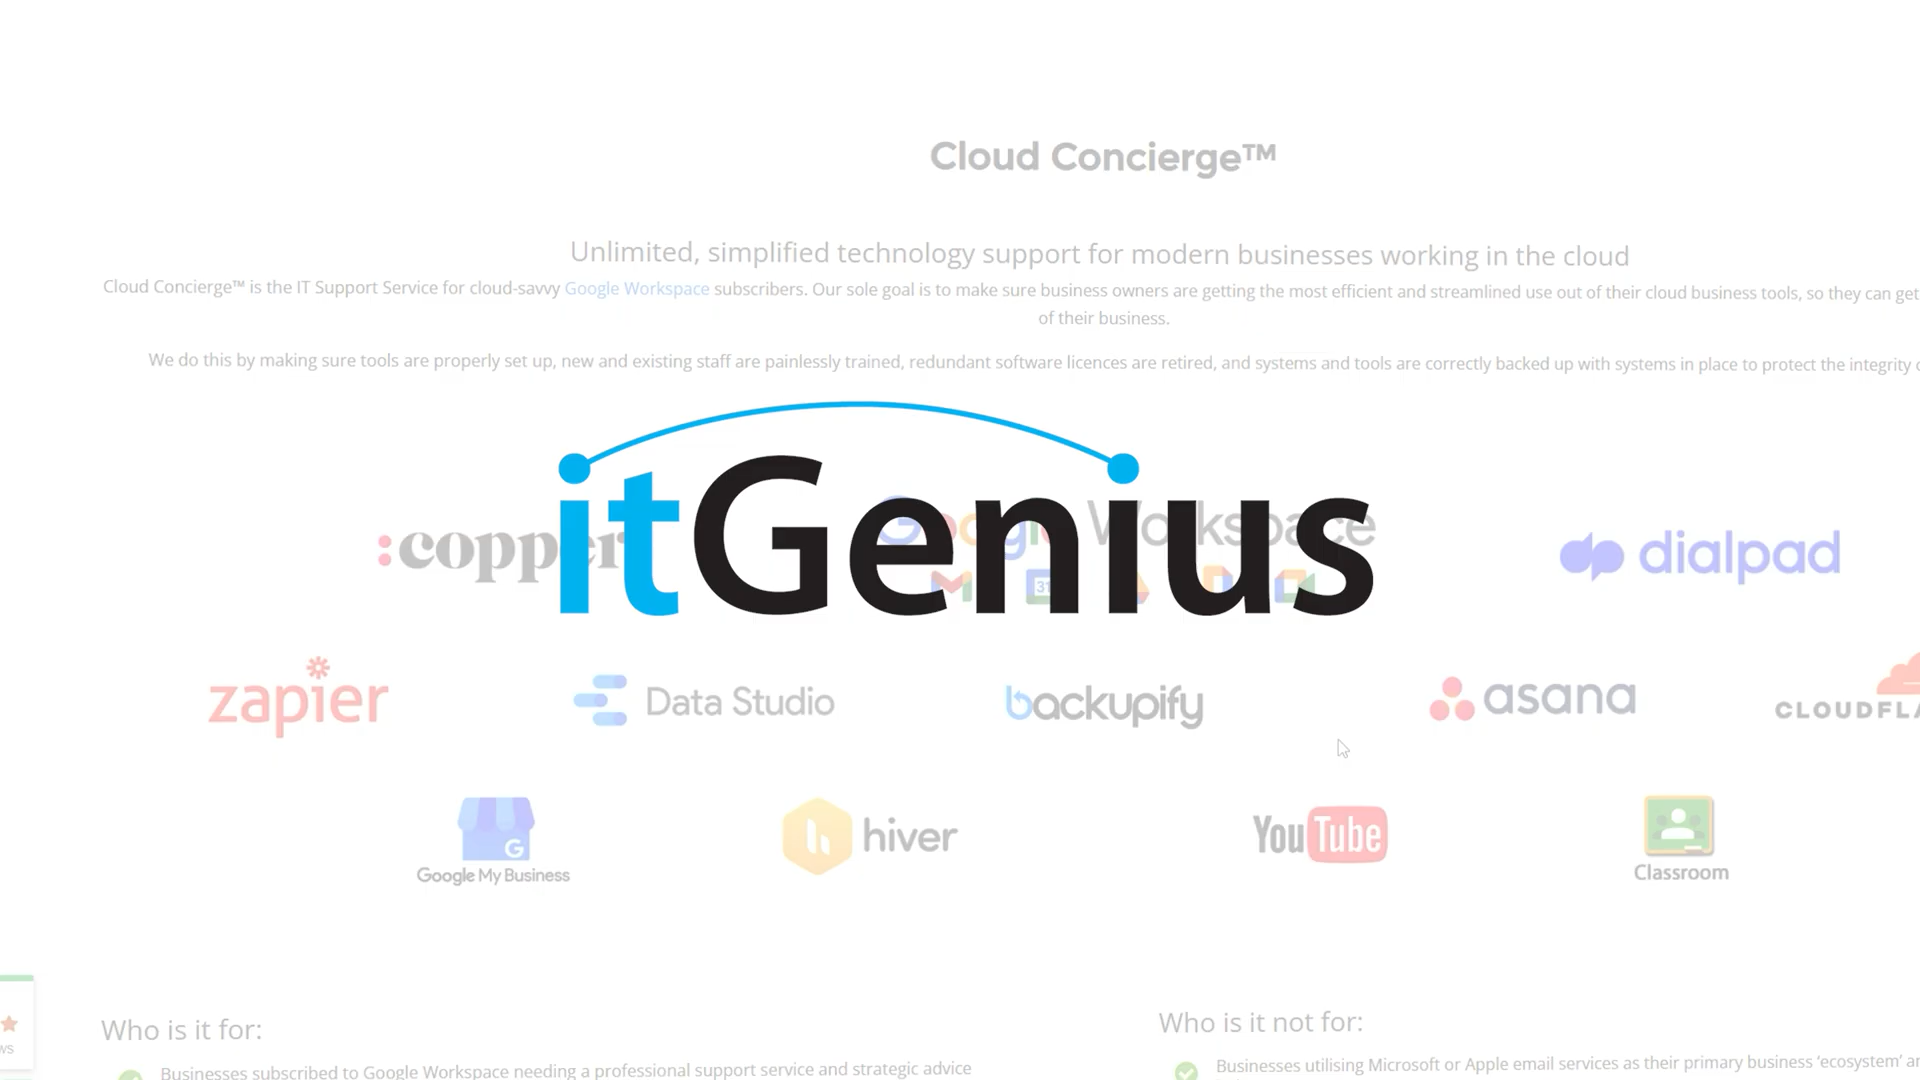 Cloud Concierge™
Unlimited, simplified technology support for modern businesses working in the cloud
Cloud Concierge™ is the IT Support Service for cloud-savvy Google Workspace subscribers. Our sole goal is to make sure business owners are getting the most efficient and streamlined use out of their cloud business tools, so they can get
of their business.
We do this by making sure tools are properly set up, new and existing staff are painlessly trained, redundant software licences are retired, and systems and tools are correctly backed up with systems in place to protect the integrity
itGenius
:copper
Google Workspace
31
dialpad
zapier
Data Studio
backupify
asana
CLOUDFLA
G
Google My Business
hiver
YouTube
Classroom
Who is it for:
Who is it not for:
ws
Businesses subscribed to Google Workspace needing a professional support service and strategic advice
Businesses utilising Microsoft or Apple email services as their primary business ‘ecosystem’